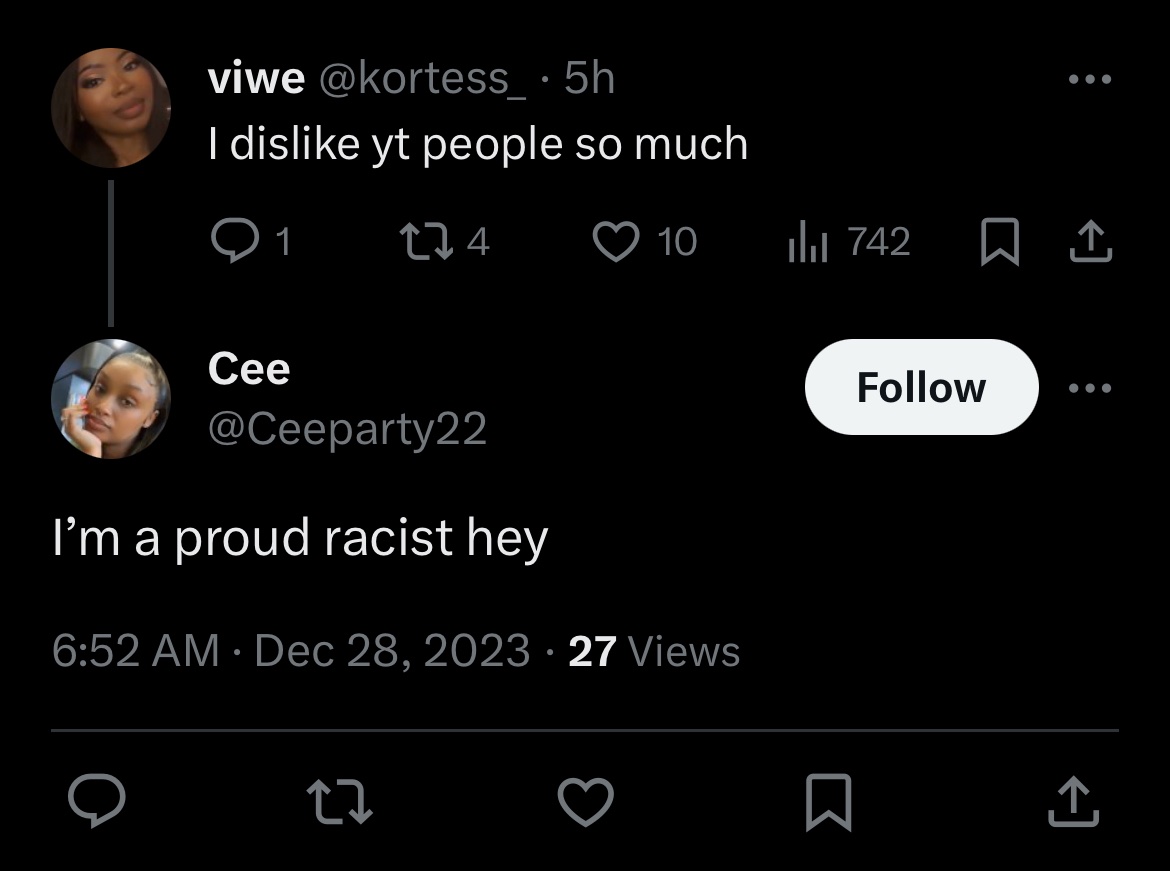 viwe @kortess_ · 5h
I dislike yt people so much
1 4 10 742
Cee
Follow
@Ceeparty22
I’m a proud racist hey
6:52 AM · Dec 28, 2023 · 27 Views